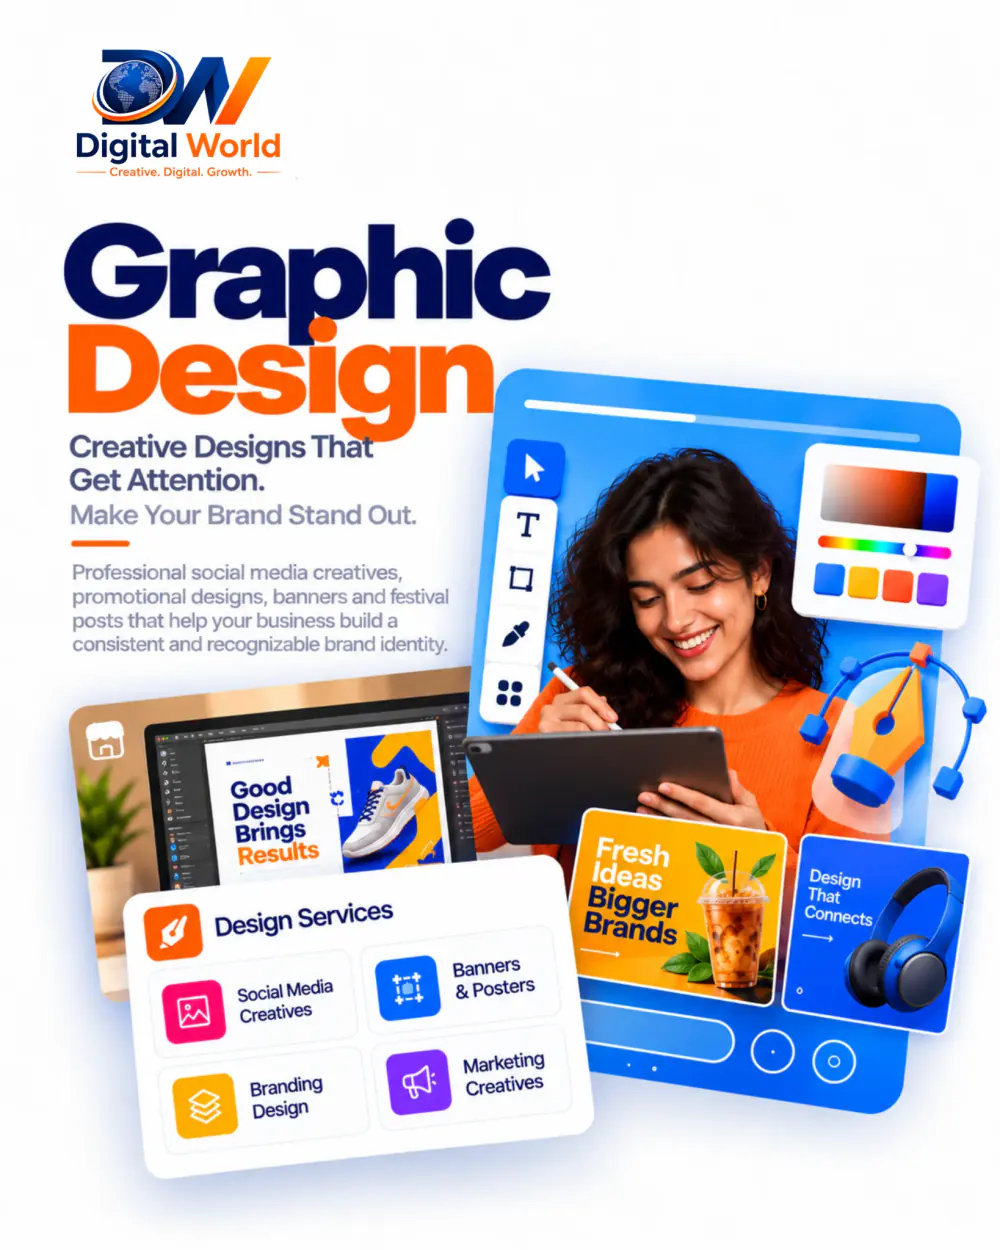 DW
Digital World
Creative. Digital. Growth.
Graphic
Design
Creative Designs That
Get Attention.
Make Your Brand Stand Out.
Professional social media creatives,
promotional designs, banners and festival
posts that help your business build a
consistent and recognizable brand identity.
T
Good
Design
Brings
Results
Fresh
Ideas
Bigger
Brands
Design
That
Connects
Design Services
Social Media
Creatives
Banners
& Posters
Branding
Design
Marketing
Creatives